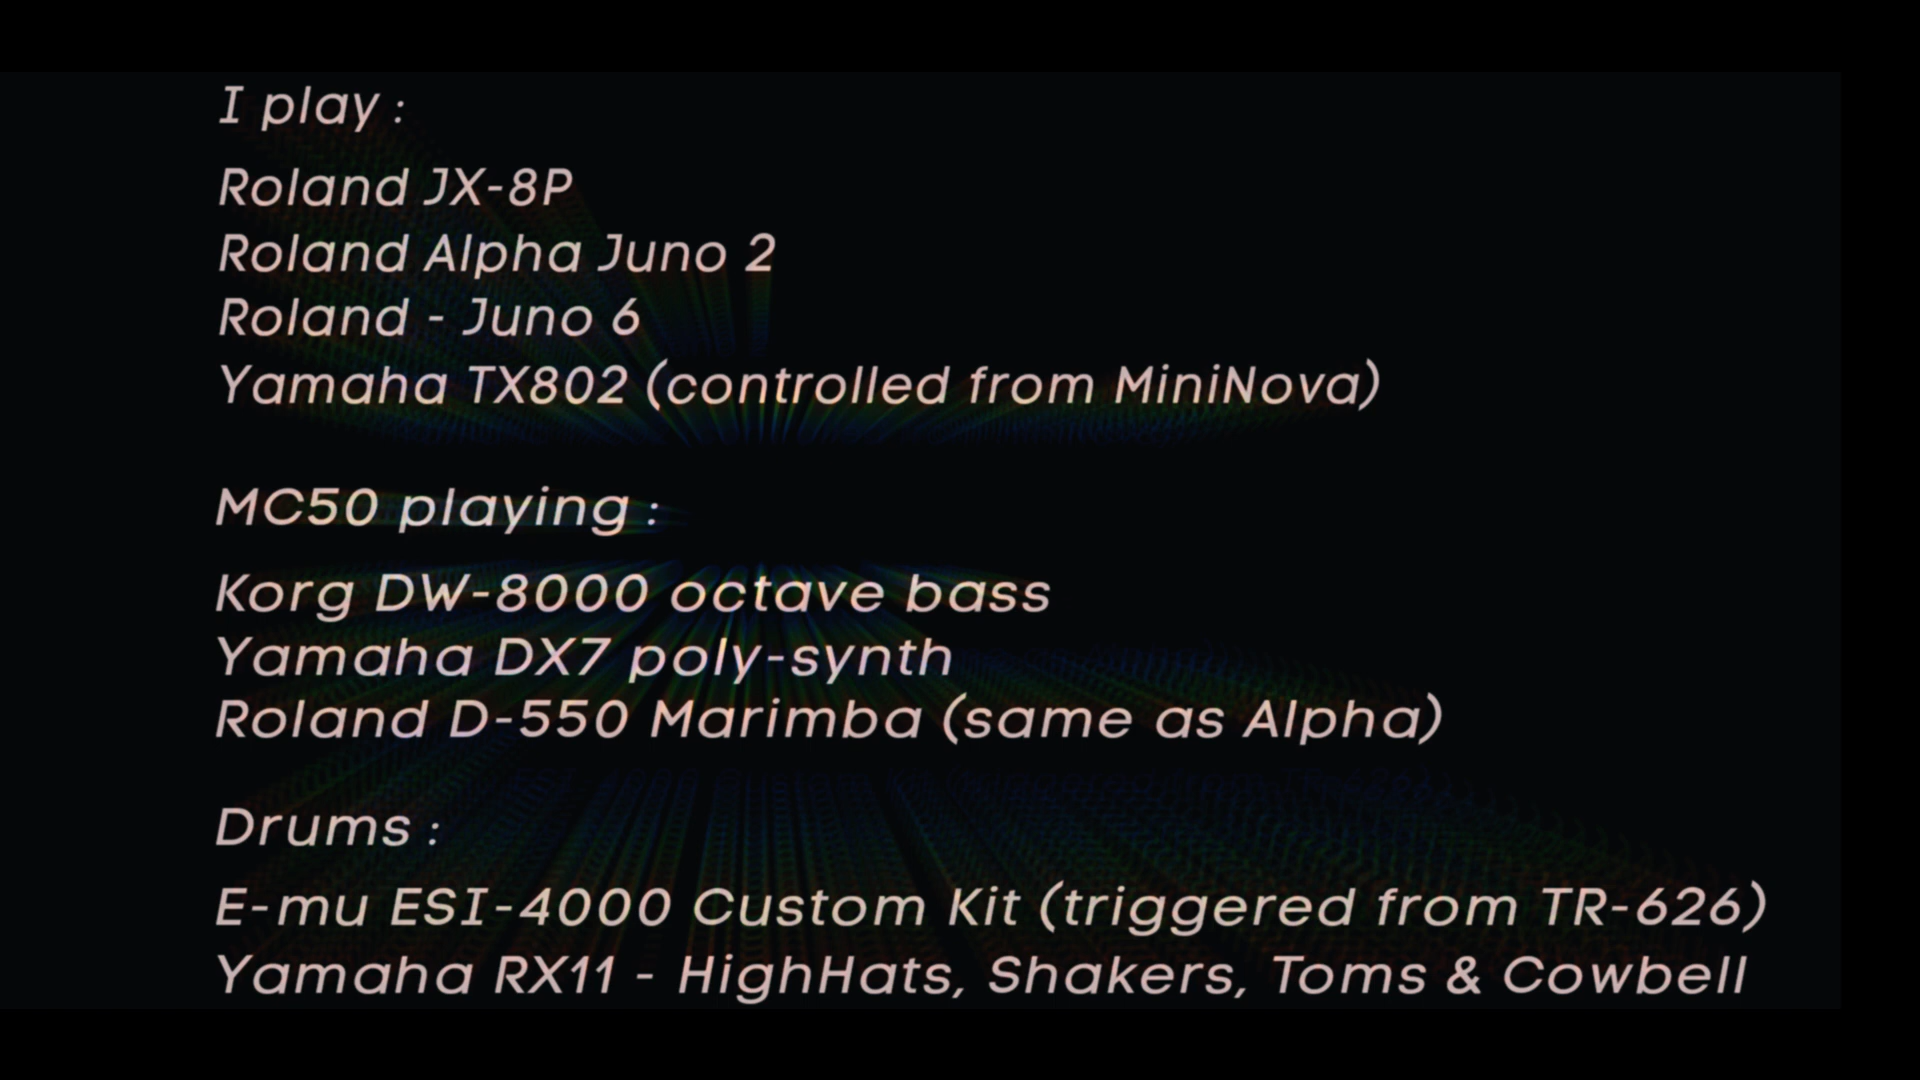 I play :
Roland JX-8P
Roland Alpha Juno 2
Roland - Juno 6
Yamaha TX802 (controlled from MiniNova)
MC50 playing :
Korg DW-8000 octave bass
Yamaha DX7 poly-synth
Roland D-550 Marimba (same as Alpha)
Drums :
E-mu ESI-4000 Custom Kit (triggered from TR-626)
Yamaha RX11 - HighHats, Shakers, Toms & Cowbell